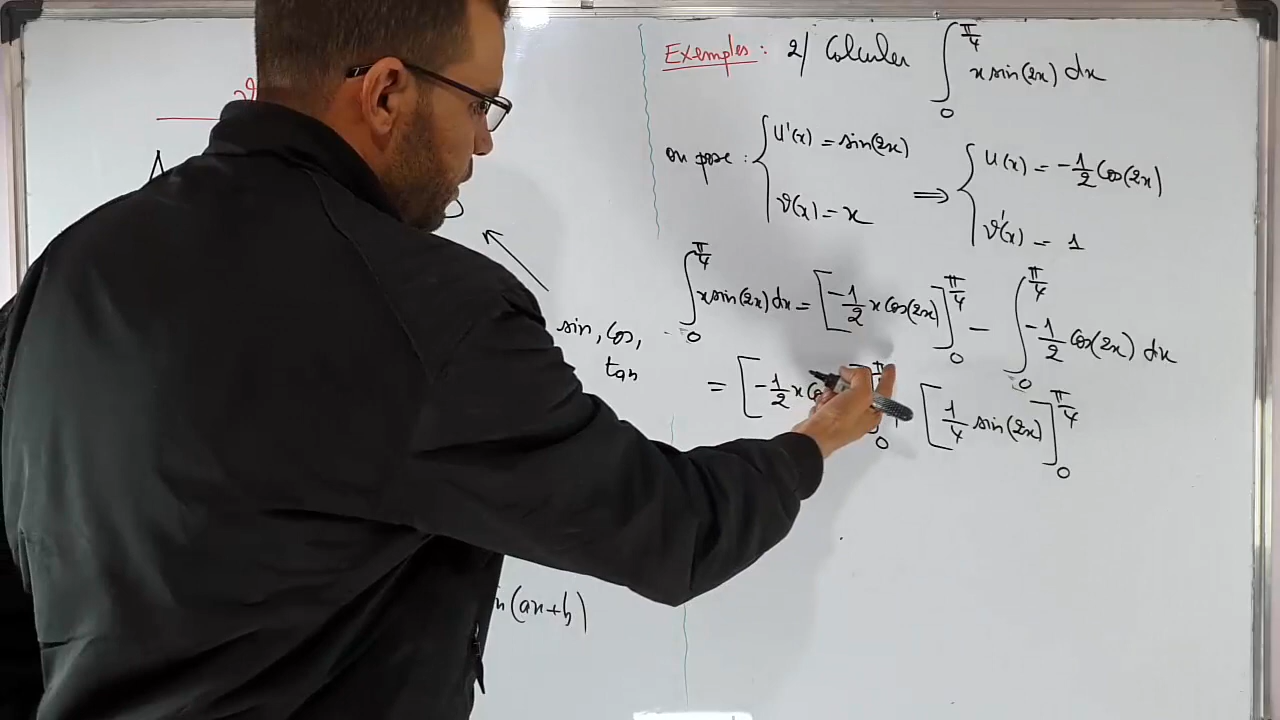 Exemples : 2/ Calculer ∫₀^{π/4} x sin(2x) dx
on pose : { U'(x) = sin(2x) ⟹ { U(x) = -1/2 Cos(2x)
v(x) = x v'(x) = 1
∫₀^{π/4} x sin(2x) dx = [-1/2 x Cos(2x)]₀^{π/4} - ∫₀^{π/4} -1/2 Cos(2x) dx
= [-1/2 x [1/4 sin(2x)]₀^{π/4}
sin, Cos,
tan
(ax+b)